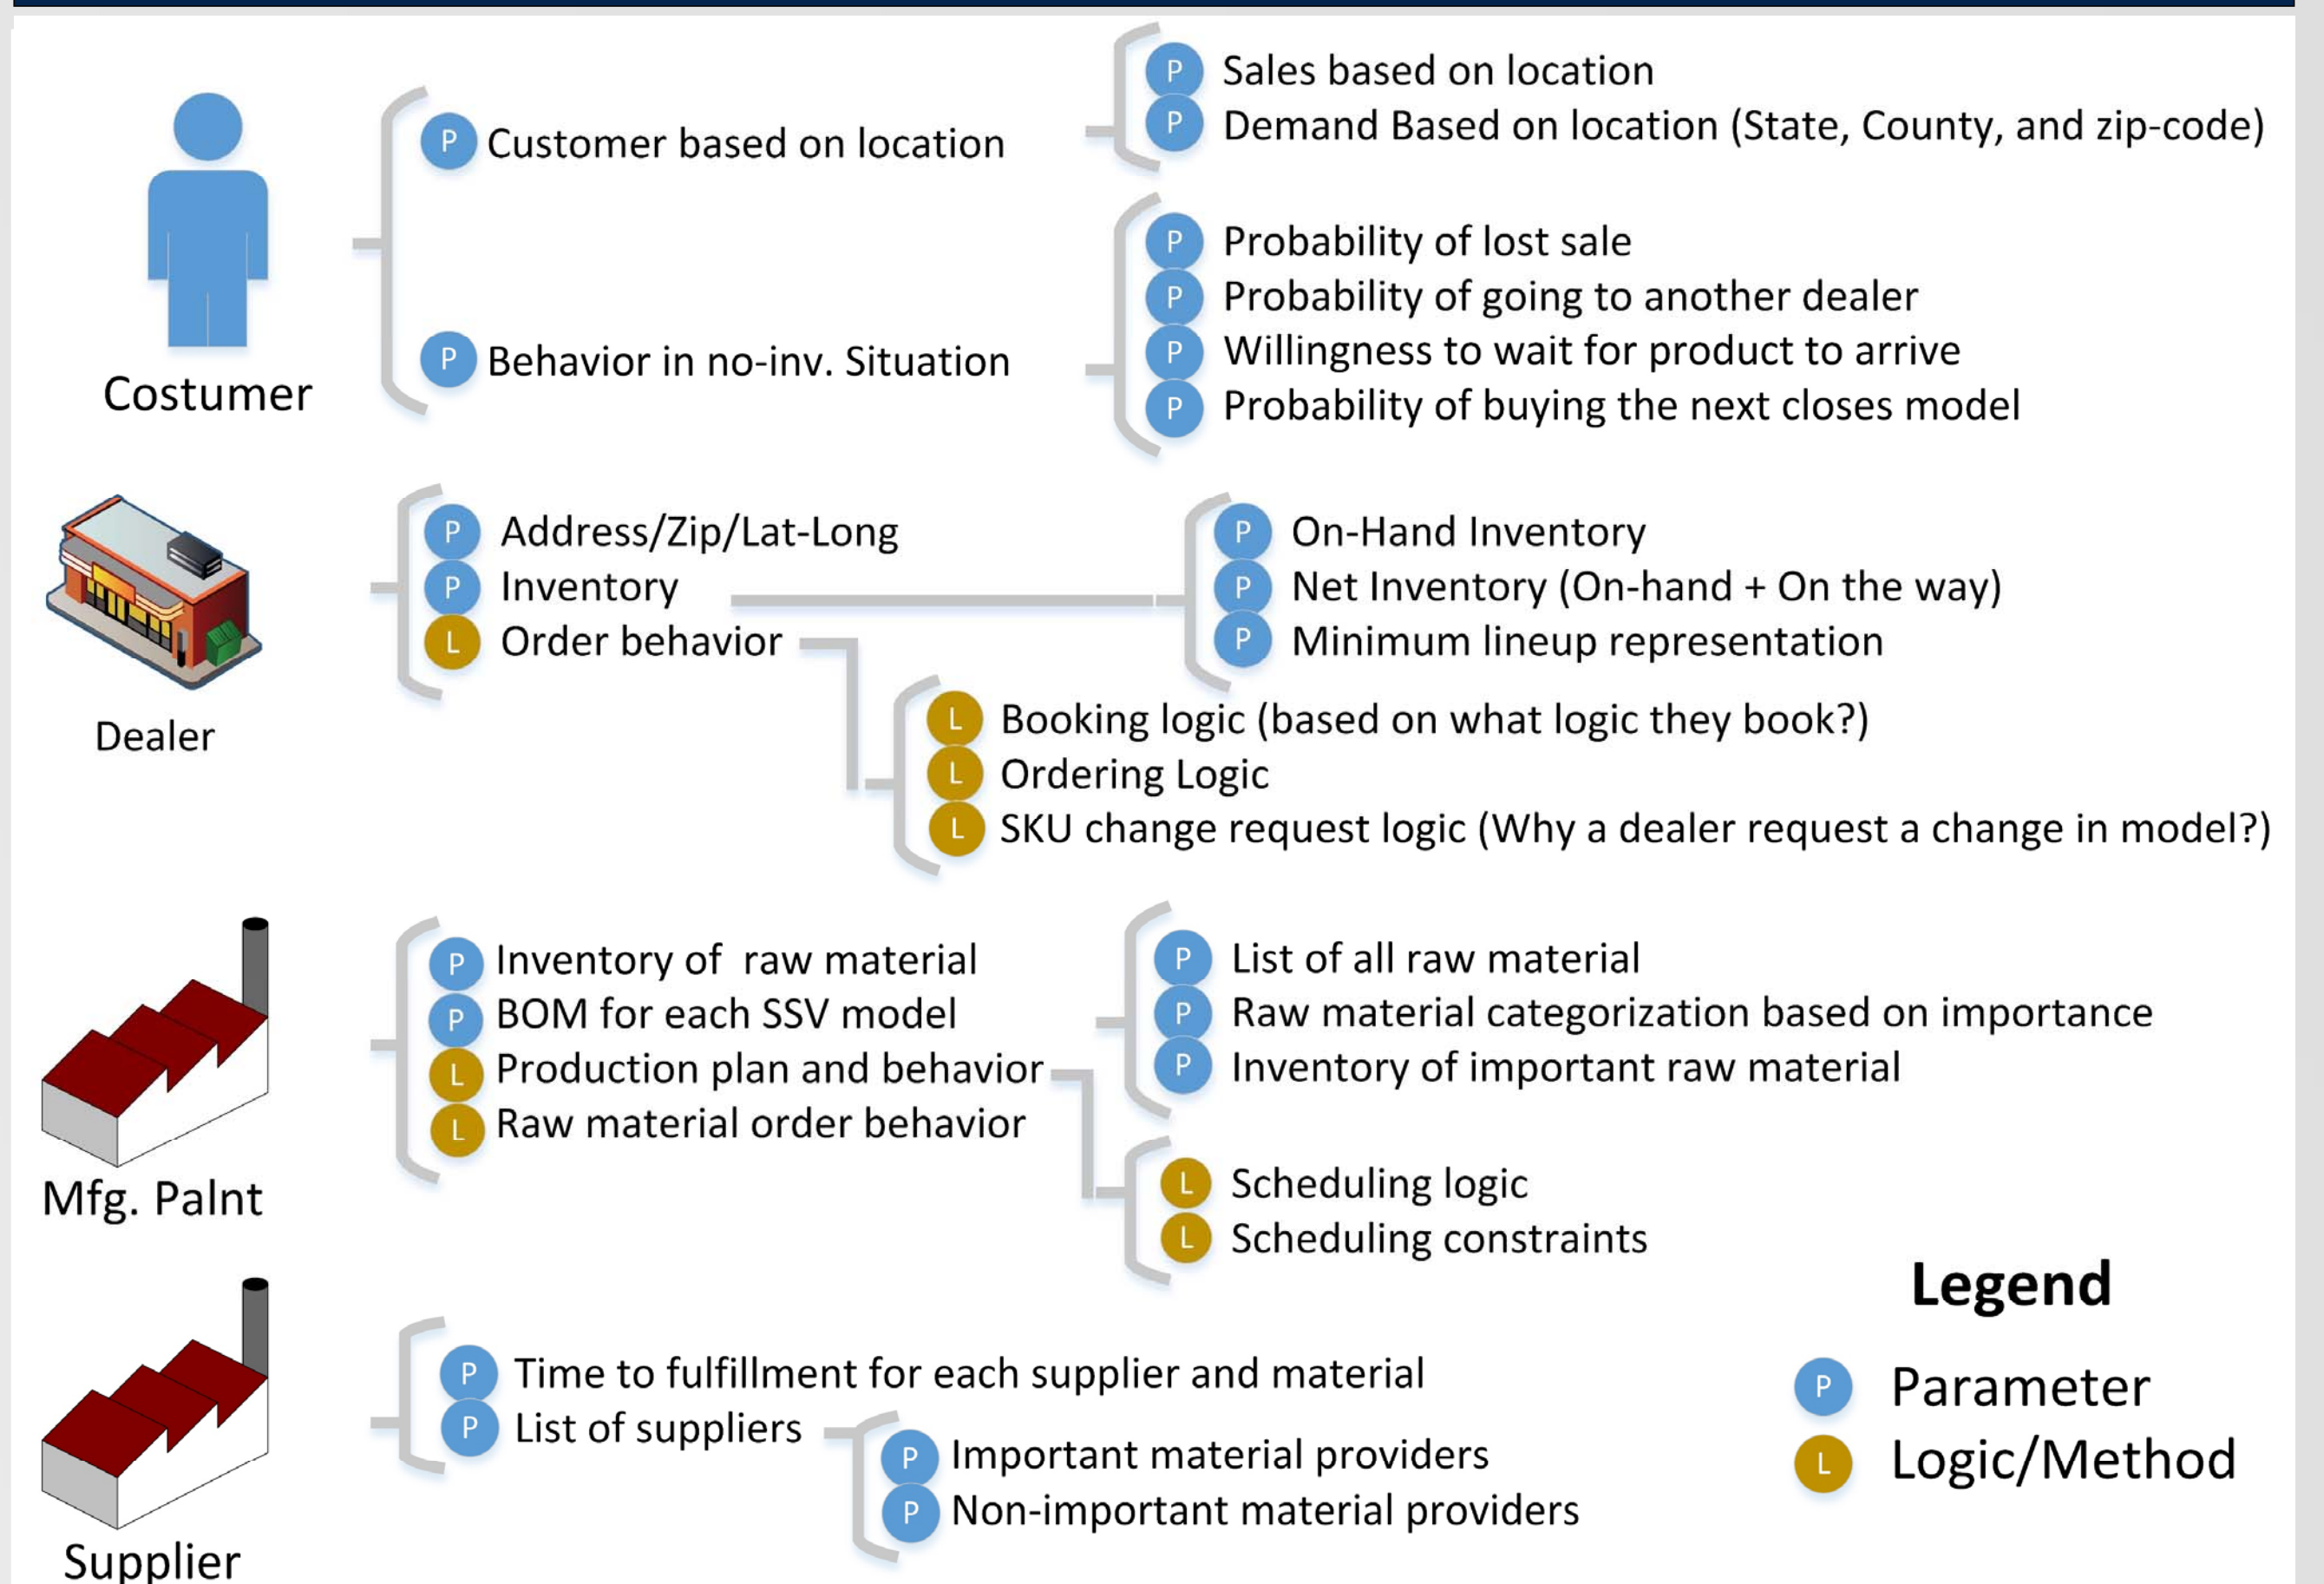 P Sales based on location
P Customer based on location
P Demand Based on location (State, County, and zip-code)
P Probability of lost sale
P Probability of going to another dealer
P Behavior in no-inv. Situation
P Willingness to wait for product to arrive
P Probability of buying the next closes model
Costumer
P Address/Zip/Lat-Long
P Inventory
L Order behavior
P On-Hand Inventory
P Net Inventory (On-hand + On the way)
P Minimum lineup representation
L Booking logic (based on what logic they book?)
L Ordering Logic
L SKU change request logic (Why a dealer request a change in model?)
Dealer
P Inventory of raw material
P BOM for each SSV model
L Production plan and behavior
L Raw material order behavior
P List of all raw material
P Raw material categorization based on importance
P Inventory of important raw material
L Scheduling logic
L Scheduling constraints
Mfg. Palnt
P Time to fulfillment for each supplier and material
P List of suppliers
P Important material providers
P Non-important material providers
Supplier
Legend
P Parameter
L Logic/Method